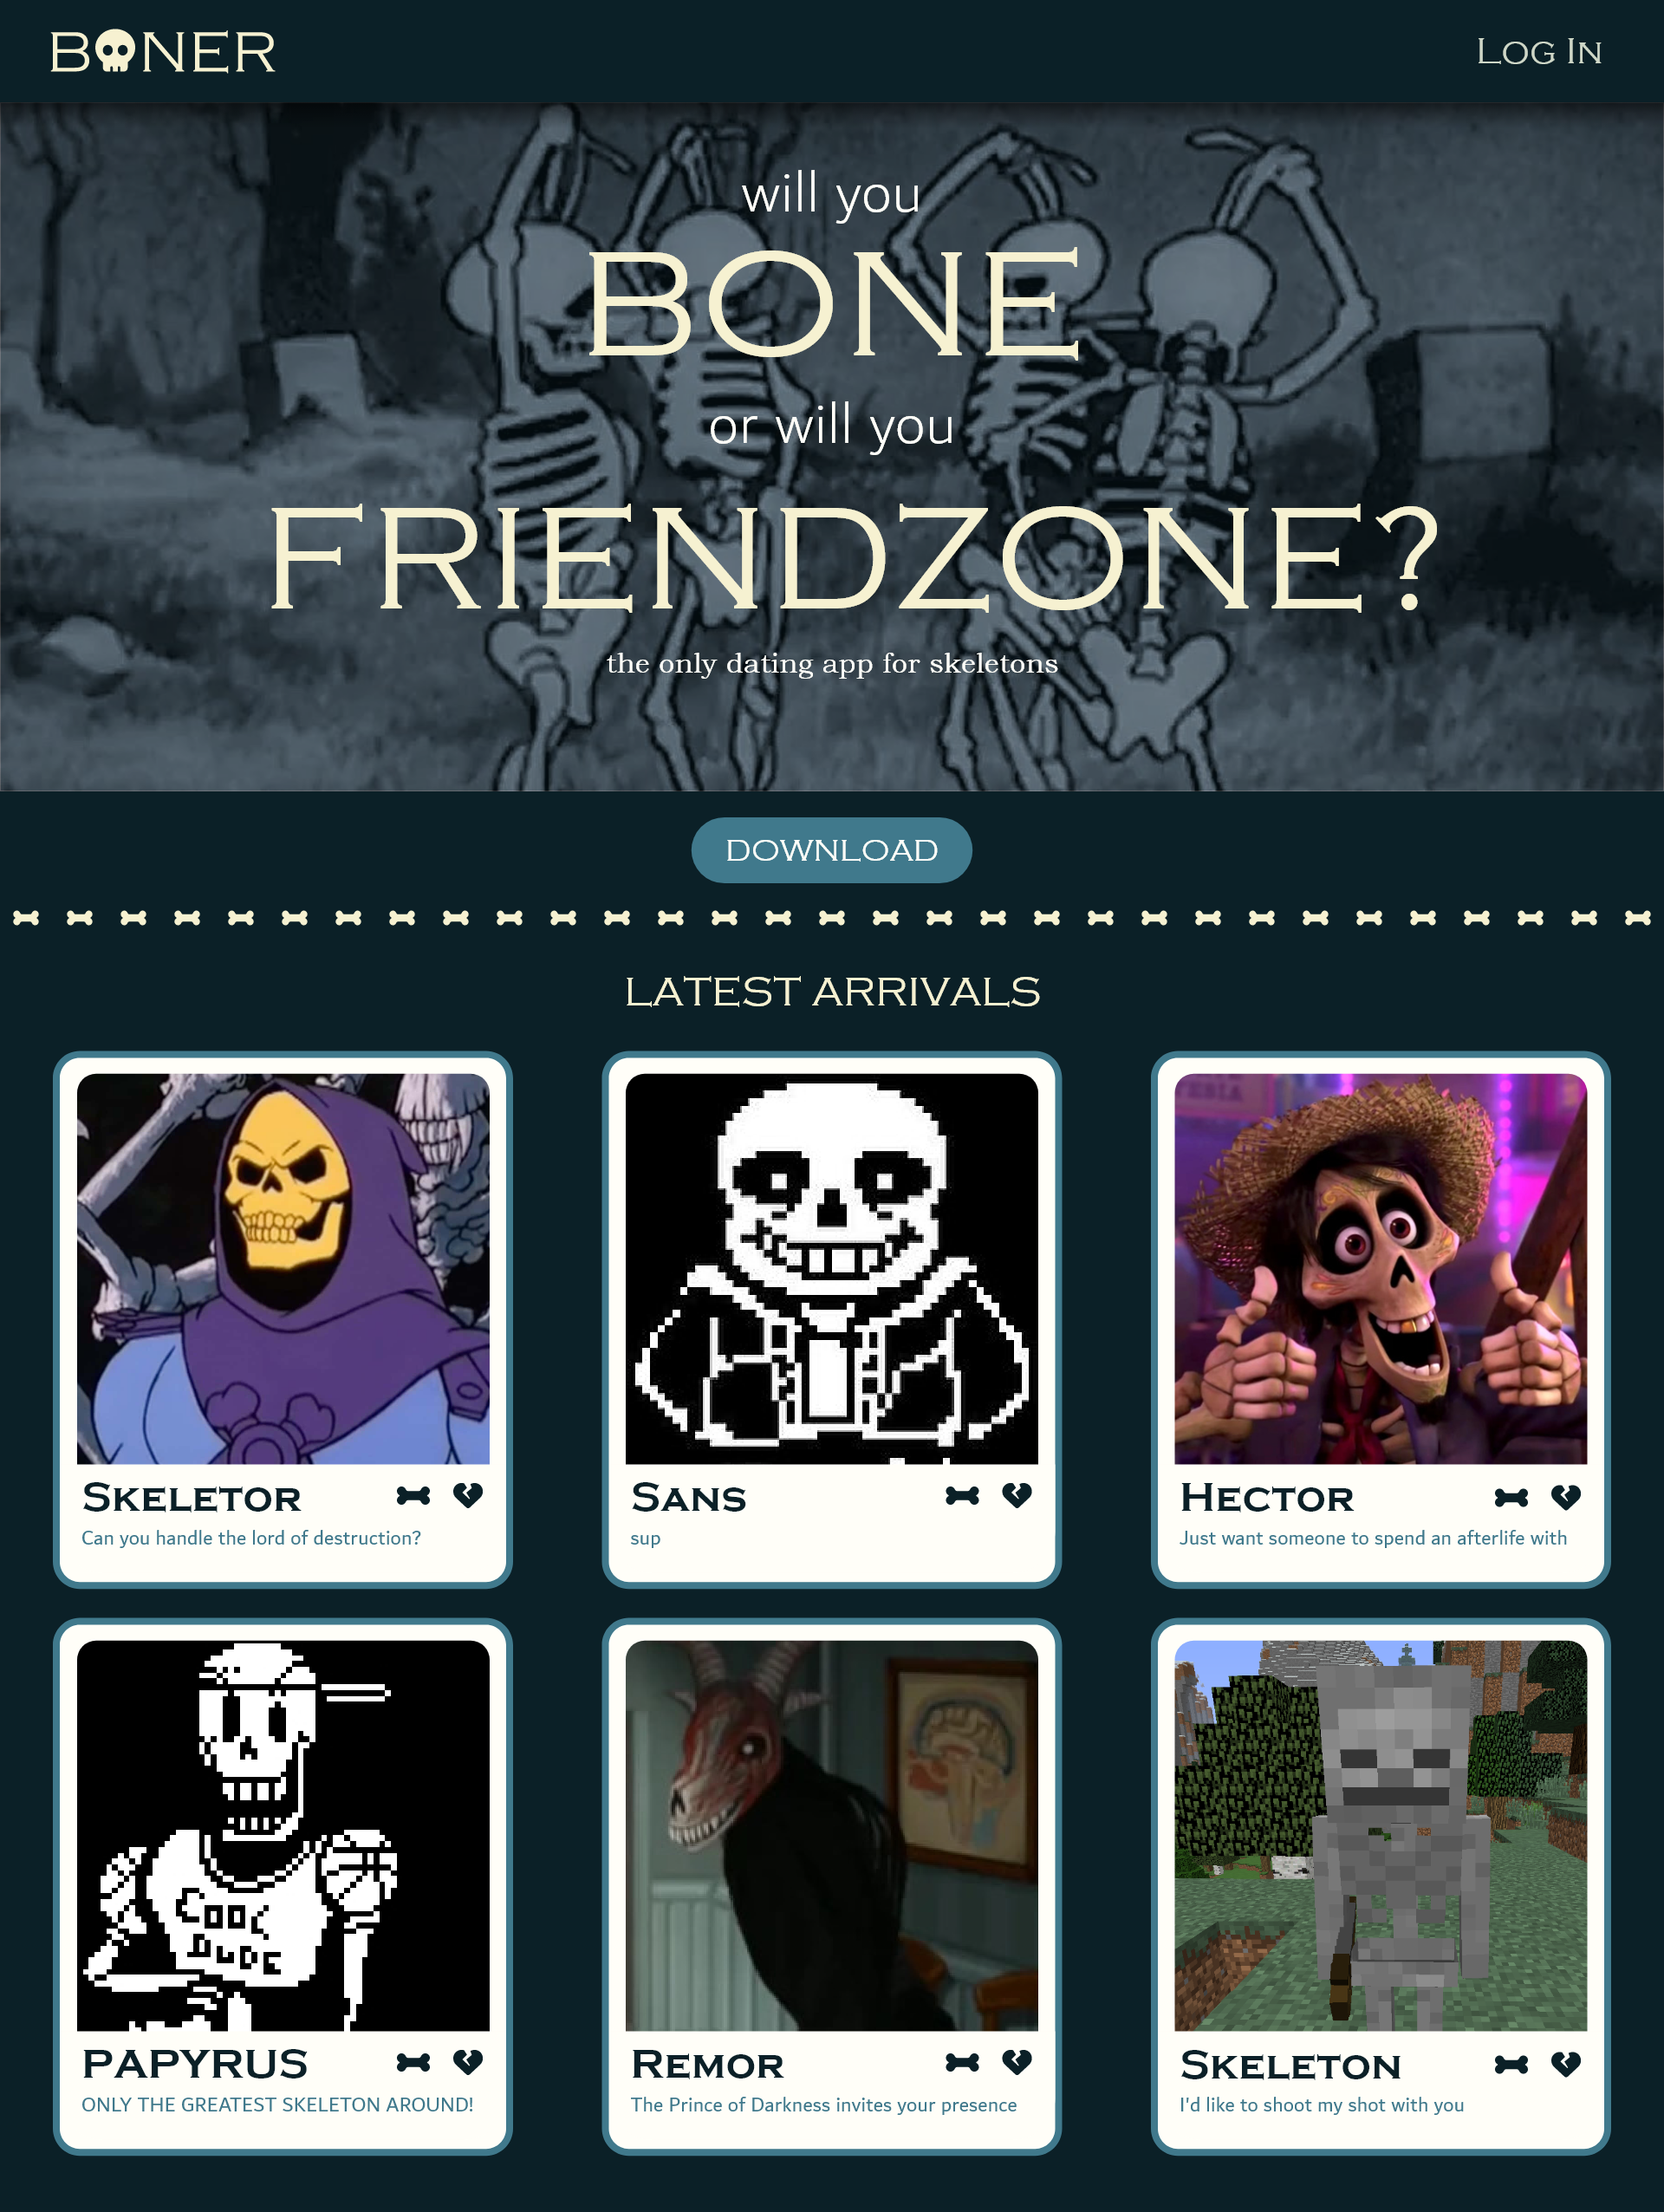 BONER
Log In
will you
BONE
or will you
FRIENDZONE?
the only dating app for skeletons
DOWNLOAD
LATEST ARRIVALS
Skeletor
Can you handle the lord of destruction?
Sans
sup
Hector
Just want someone to spend an afterlife with
COOL
DUDE
PAPYRUS
ONLY THE GREATEST SKELETON AROUND!
Remor
The Prince of Darkness invites your presence
Skeleton
I'd like to shoot my shot with you